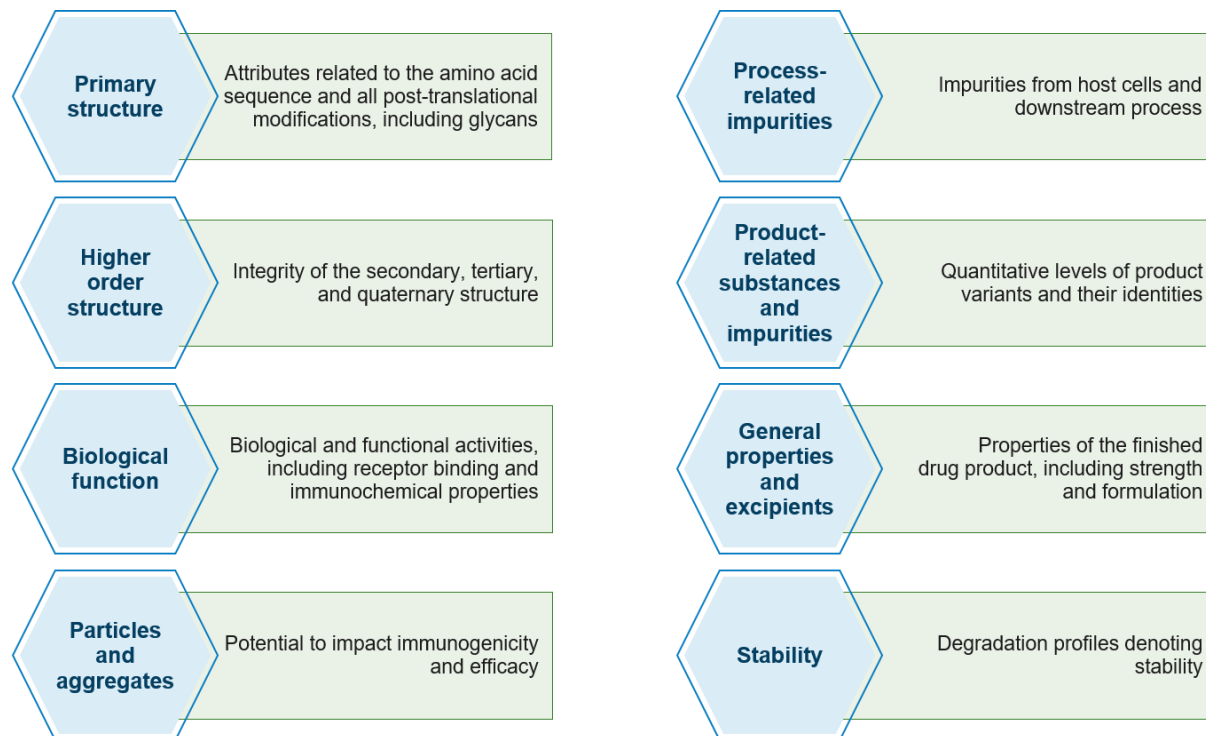 Primary
structure
Attributes related to the amino acid
sequence and all post-translational
modifications, including glycans
Higher
order
structure
Integrity of the secondary, tertiary,
and quaternary structure
Biological
function
Biological and functional activities,
including receptor binding and
immunochemical properties
Particles
and
aggregates
Potential to impact immunogenicity
and efficacy
Process-
related
impurities
Impurities from host cells and
downstream process
Product-
related
substances
and
impurities
Quantitative levels of product
variants and their identities
General
properties
and
excipients
Properties of the finished
drug product, including strength
and formulation
Stability
Degradation profiles denoting
stability